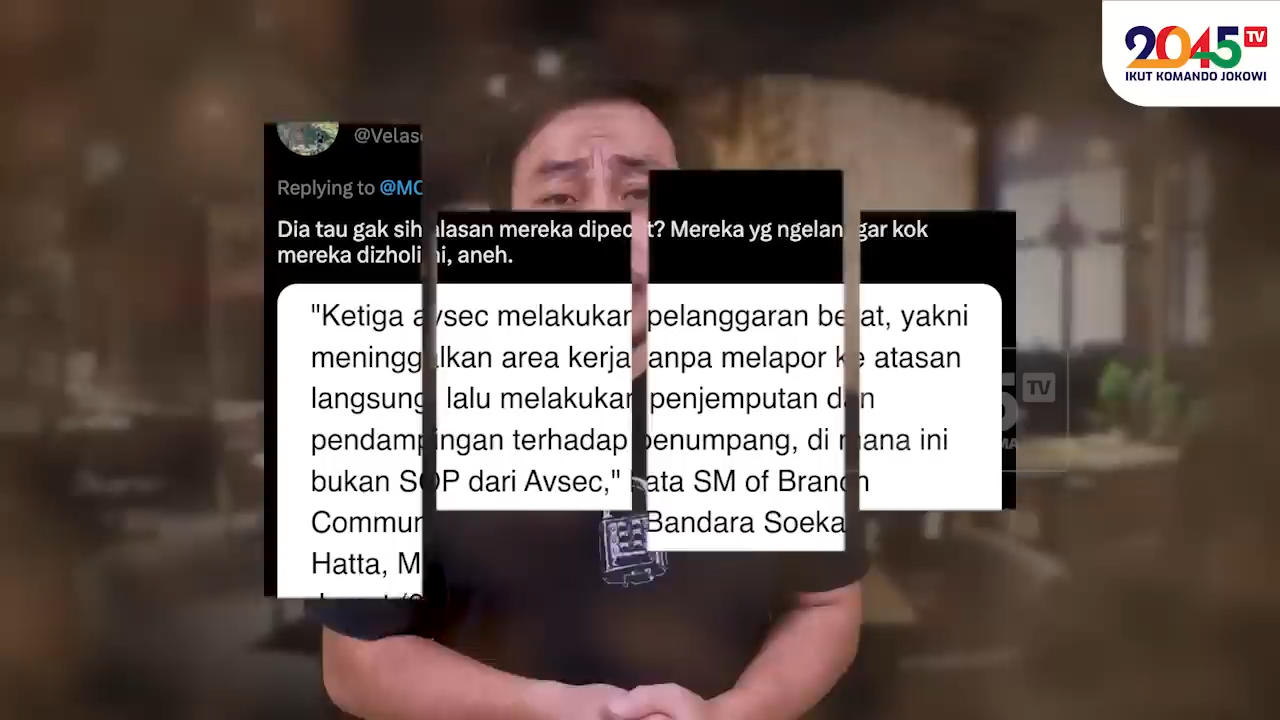 2045 TV
IKUT KOMANDO JOKOWI
@Velas
Replying to @MC
Dia tau gak sih alasan mereka dipecat? Mereka yg ngelanggar kok
mereka dizholimi, aneh.
"Ketiga avsec melakukan pelanggaran berat, yakni
meninggalkan area kerja tanpa melapor ke atasan
langsung, lalu melakukan penjemputan dan
pendampingan terhadap penumpang, di mana ini
bukan SOP dari Avsec," kata SM of Branch
Commun Bandara Soeka
Hatta, M
TV